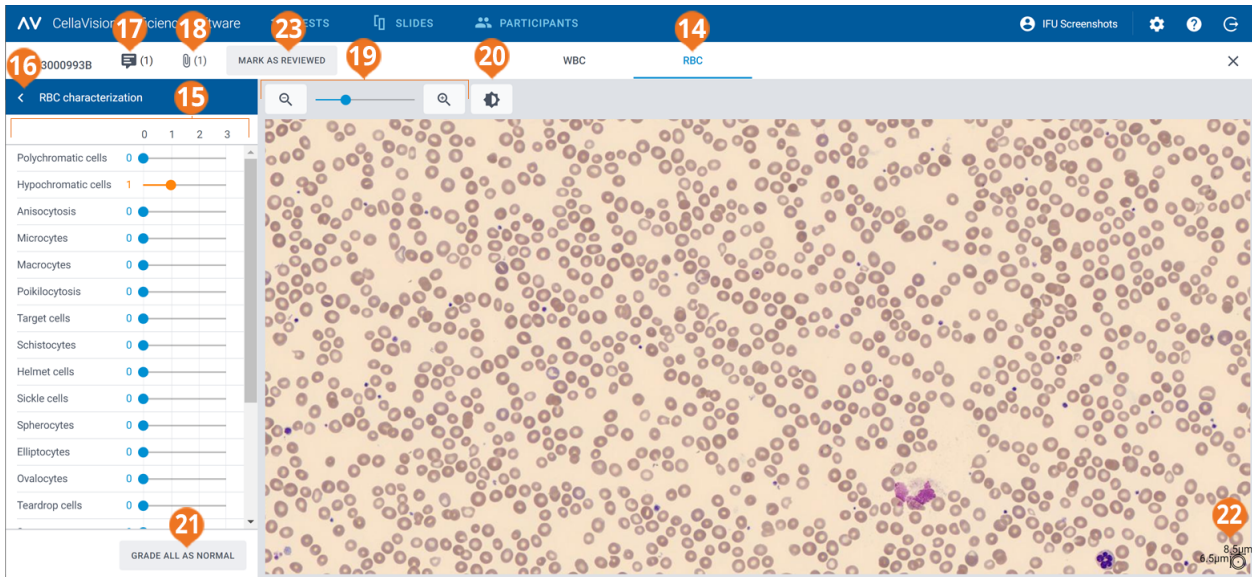 CellaVision
Science Software
SLIDES
PARTICIPANTS
14
IFU Screenshots
17
18
23
3000993B
(1)
(1)
MARK AS REVIEWED
19
20
WBC
RBC
16
RBC characterization
15
0 1 2 3
Polychromatic cells 0
Hypochromatic cells 1
Anisocytosis 0
Microcytes 0
Macrocytes 0
Poikilocytosis 0
Target cells 0
Schistocytes 0
Helmet cells 0
Sickle cells 0
Spherocytes 0
Elliptocytes 0
Ovalocytes 0
Teardrop cells 0
21
GRADE ALL AS NORMAL
22
8.5µm
6.5µm